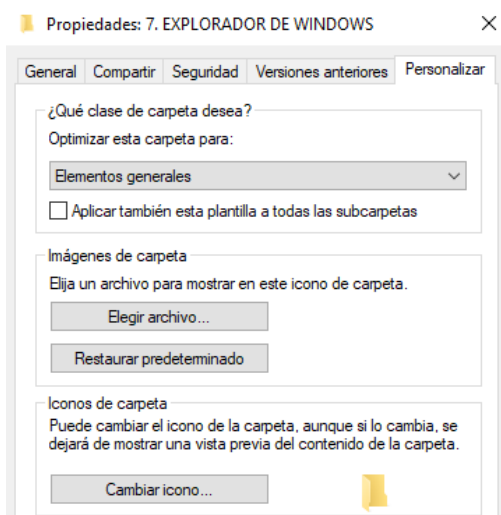 Propiedades: 7. EXPLORADOR DE WINDOWS
General Compartir Seguridad Versiones anteriores Personalizar
¿Qué clase de carpeta desea?
Optimizar esta carpeta para:
Elementos generales
Aplicar también esta plantilla a todas las subcarpetas
Imágenes de carpeta
Elija un archivo para mostrar en este icono de carpeta.
Elegir archivo...
Restaurar predeterminado
Iconos de carpeta
Puede cambiar el icono de la carpeta, aunque si lo cambia, se
dejará de mostrar una vista previa del contenido de la carpeta.
Cambiar icono...